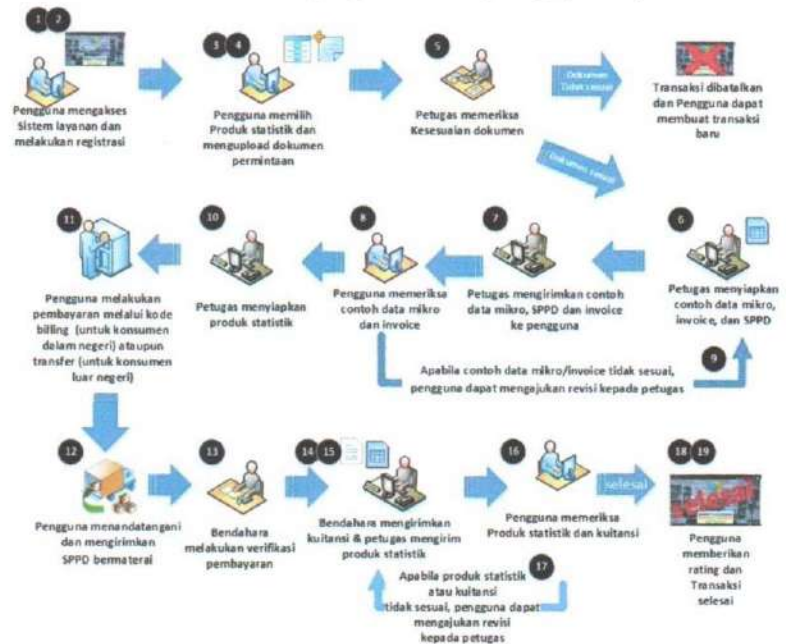 1 2
Pengguna mengakses
Sistem layanan dan
melakukan registrasi
3 4
Pengguna memilih
Produk statistik dan
mengupload dokumen
permintaan
5
Petugas memeriksa
Kesesuaian dokumen
Dokumen
Tidak sesuai
Transaksi dibatalkan
dan Pengguna dapat
membuat transaksi
baru
Dokumen sesuai
6
Petugas menyiapkan
contoh data mikro,
invoice, dan SPPD
7
Petugas mengirimkan contoh
data mikro, SPPD dan invoice
ke pengguna
8
Pengguna memeriksa
contoh data mikro
dan invoice
9
Apabila contoh data mikro/invoice tidak sesuai,
pengguna dapat mengajukan revisi kepada petugas
10
Petugas menyiapkan
produk statistik
11
Pengguna melakukan
pembayaran melalui kode
billing (untuk konsumen
dalam negeri) ataupun
transfer (untuk konsumen
luar negeri)
12
Pengguna menandatangani
dan mengirimkan
SPPD bermaterai
13
Bendahara
melakukan verifikasi
pembayaran
14 15
Bendahara mengirimkan
kuitansi & petugas mengirim
produk statistik
16
Pengguna memeriksa
Produk statistik dan kuitansi
17
Apabila produk statistik
atau kuitansi
tidak sesuai, pengguna dapat
mengajukan revisi
kepada petugas
selesai
18 19
selesai
Pengguna
memberikan
rating dan
Transaksi
selesai